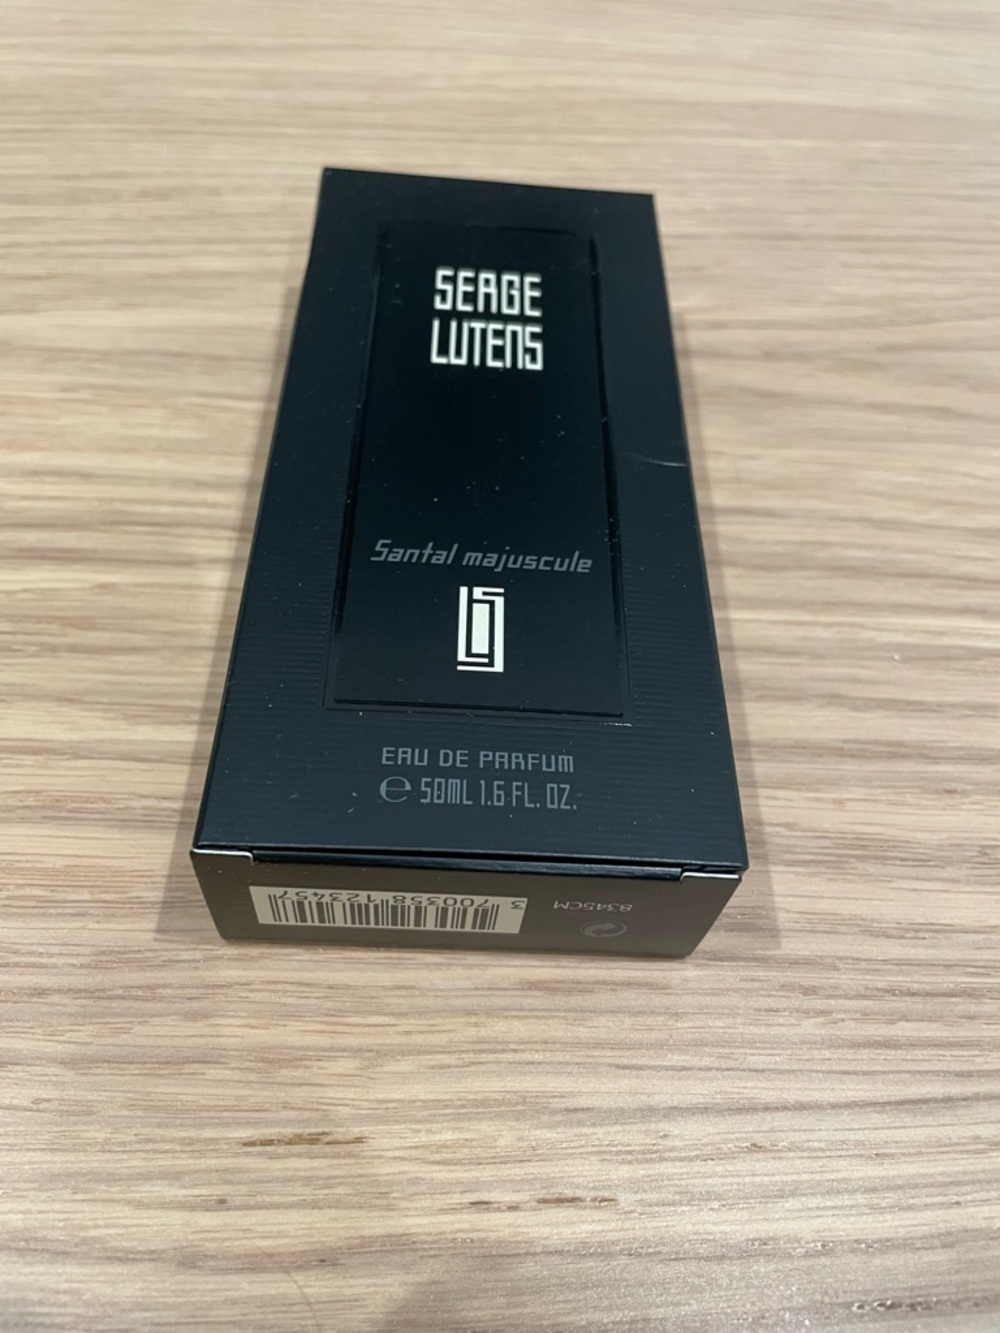 SERGE
LUTENS
Santal majuscule
EAU DE PARFUM
℮ 50ML 1.6 FL. OZ.
3 700358 123457
8345CM